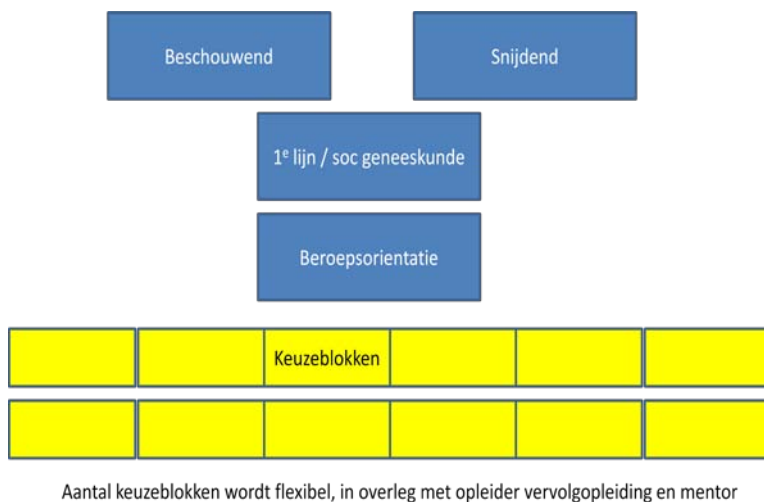 Beschouwend
Snijdend
1e lijn / soc geneeskunde
Beroepsorientatie
Keuzeblokken
Aantal keuzeblokken wordt flexibel, in overleg met opleider vervolgopleiding en mentor